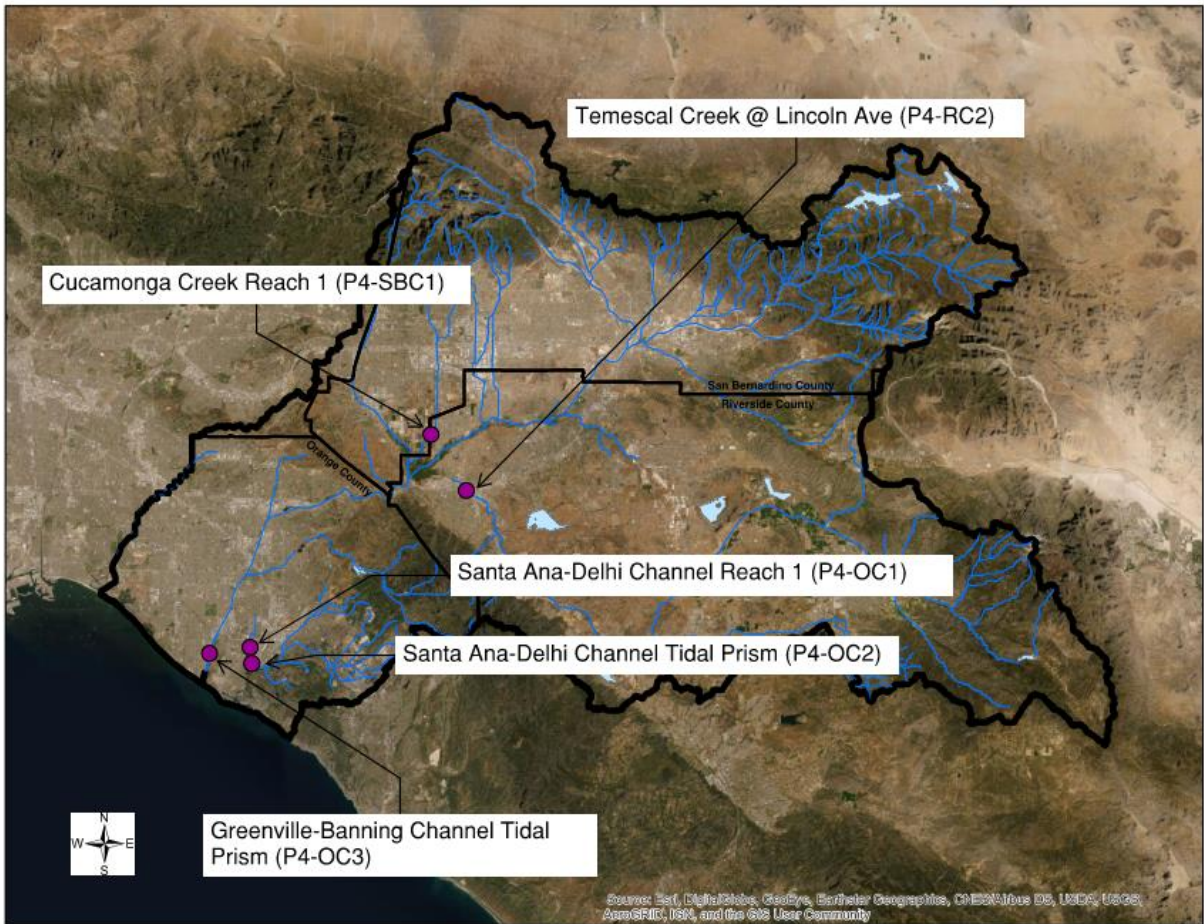 Temescal Creek @ Lincoln Ave (P4-RC2)
Cucamonga Creek Reach 1 (P4-SBC1)
San Bernardino County
Riverside County
Orange County
Santa Ana-Delhi Channel Reach 1 (P4-OC1)
Santa Ana-Delhi Channel Tidal Prism (P4-OC2)
Greenville-Banning Channel Tidal
Prism (P4-OC3)
N
W E
S
Source: Esri, DigitalGlobe, GeoEye, Earthstar Geographics, CNES/Airbus DS, USDA, USGS,
AeroGRID, IGN, and the GIS User Community